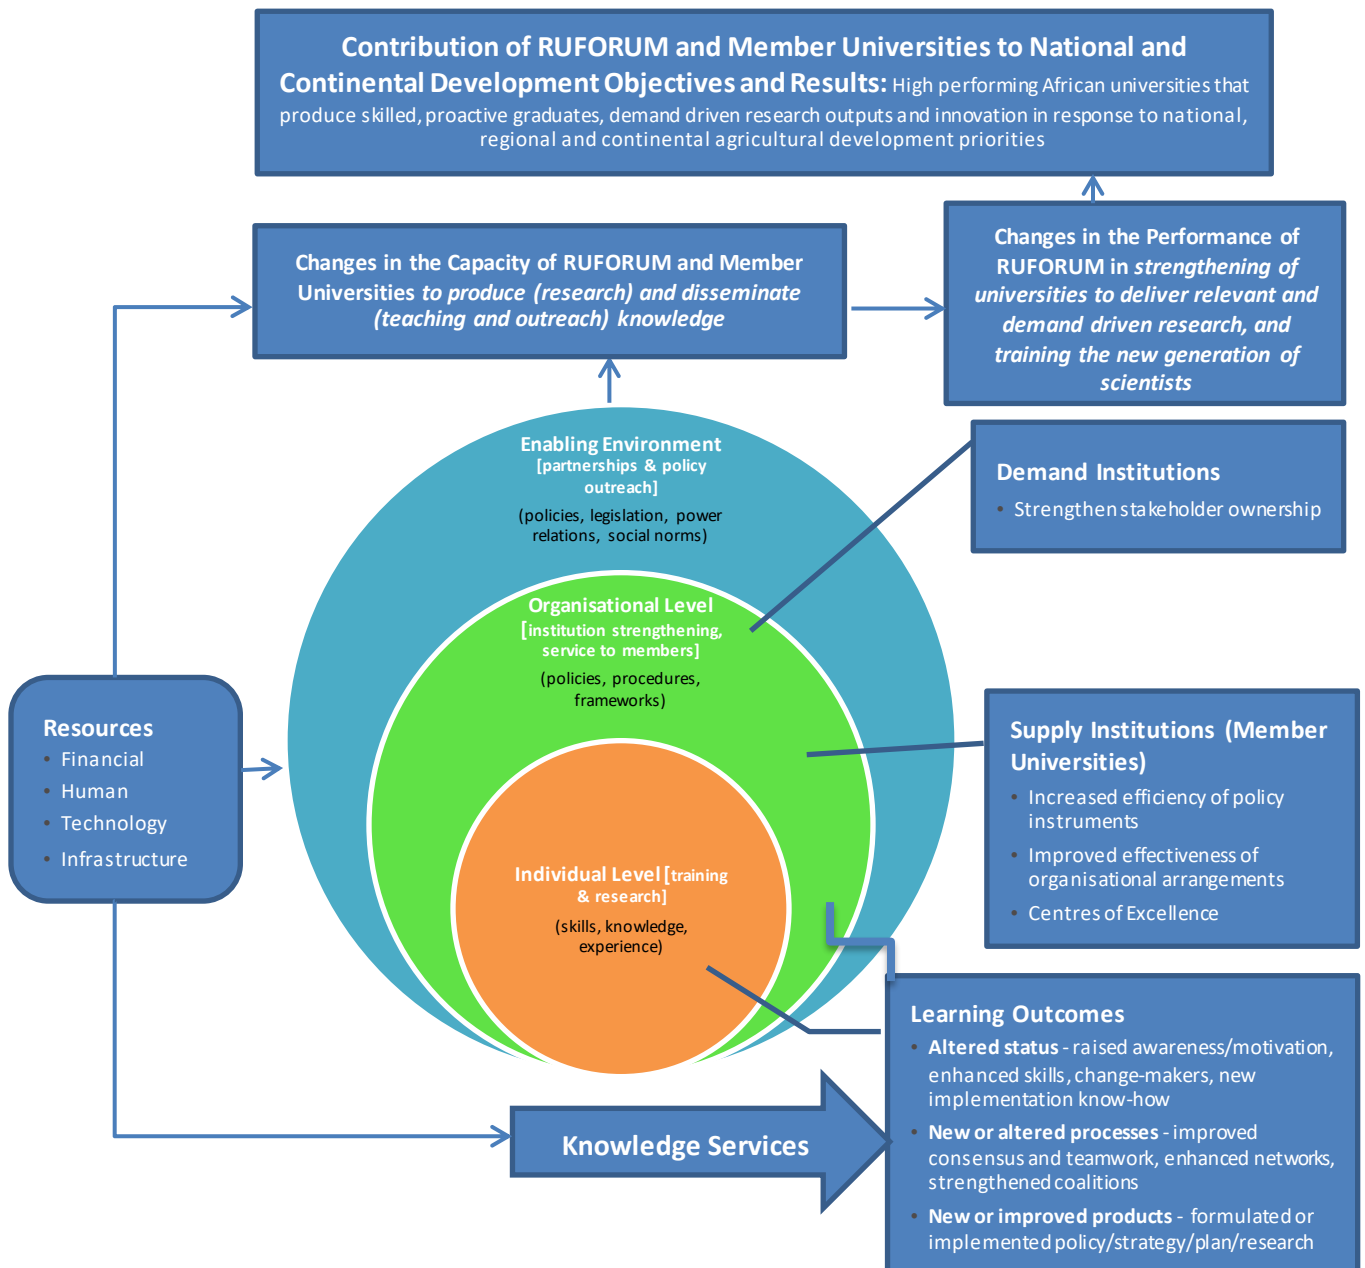 Contribution of RUFORUM and Member Universities to National and
Continental Development Objectives and Results: High performing African universities that
produce skilled, proactive graduates, demand driven research outputs and innovation in response to national,
regional and continental agricultural development priorities
Changes in the Capacity of RUFORUM and Member
Universities to produce (research) and disseminate
(teaching and outreach) knowledge
Changes in the Performance of
RUFORUM in strengthening of
universities to deliver relevant and
demand driven research, and
training the new generation of
scientists
Enabling Environment
[partnerships & policy
outreach]
(policies, legislation, power
relations, social norms)
Demand Institutions
• Strengthen stakeholder ownership
Organisational Level
[institution strengthening,
service to members]
(policies, procedures,
frameworks)
Resources
• Financial
• Human
• Technology
• Infrastructure
Supply Institutions (Member
Universities)
• Increased efficiency of policy
instruments
• Improved effectiveness of
organisational arrangements
• Centres of Excellence
Individual Level [training
& research]
(skills, knowledge,
experience)
Learning Outcomes
• Altered status - raised awareness/motivation,
enhanced skills, change-makers, new
implementation know-how
• New or altered processes - improved
consensus and teamwork, enhanced networks,
strengthened coalitions
• New or improved products - formulated or
implemented policy/strategy/plan/research
Knowledge Services